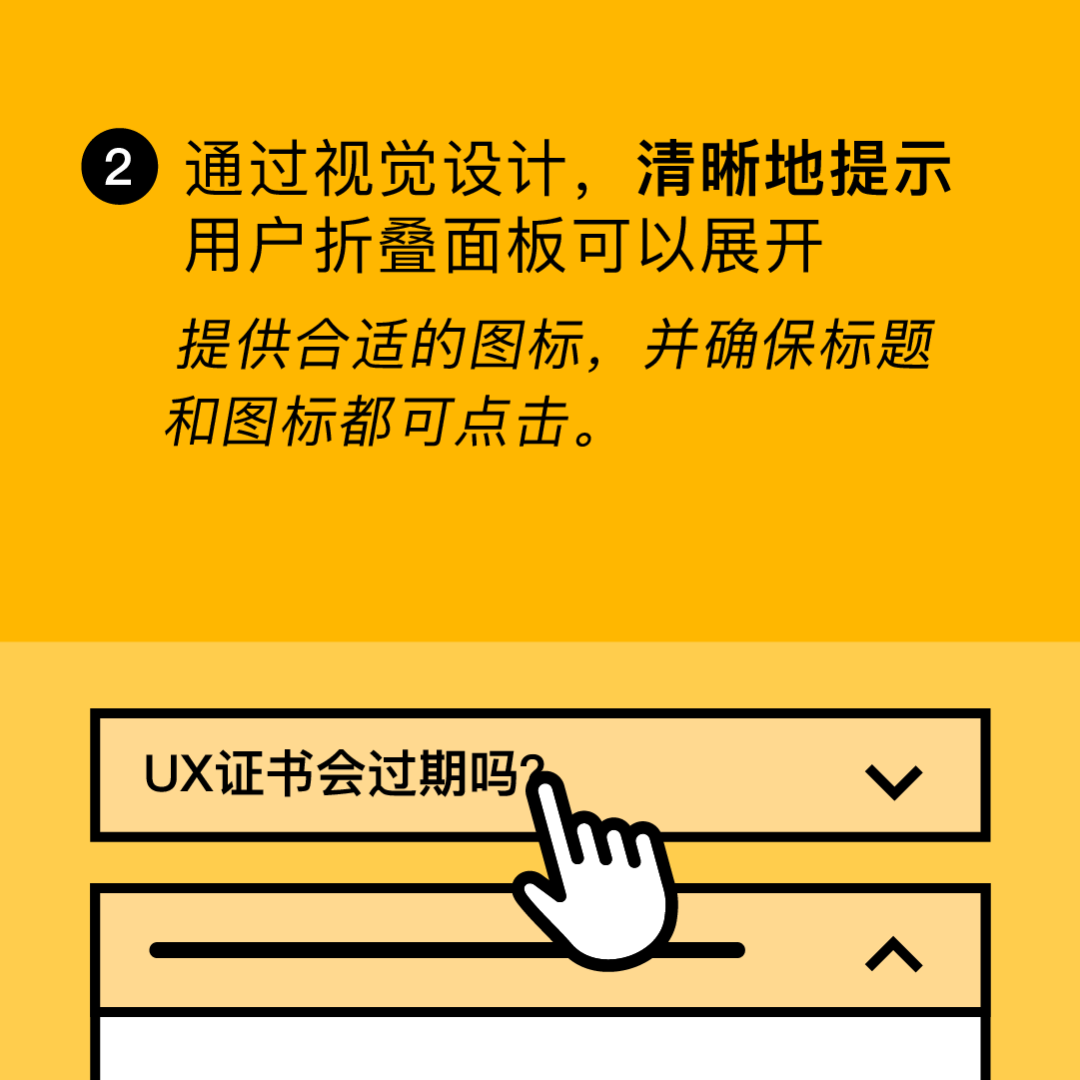 2 通过视觉设计，清晰地提示
用户折叠面板可以展开
提供合适的图标，并确保标题
和图标都可点击。
UX证书会过期吗?